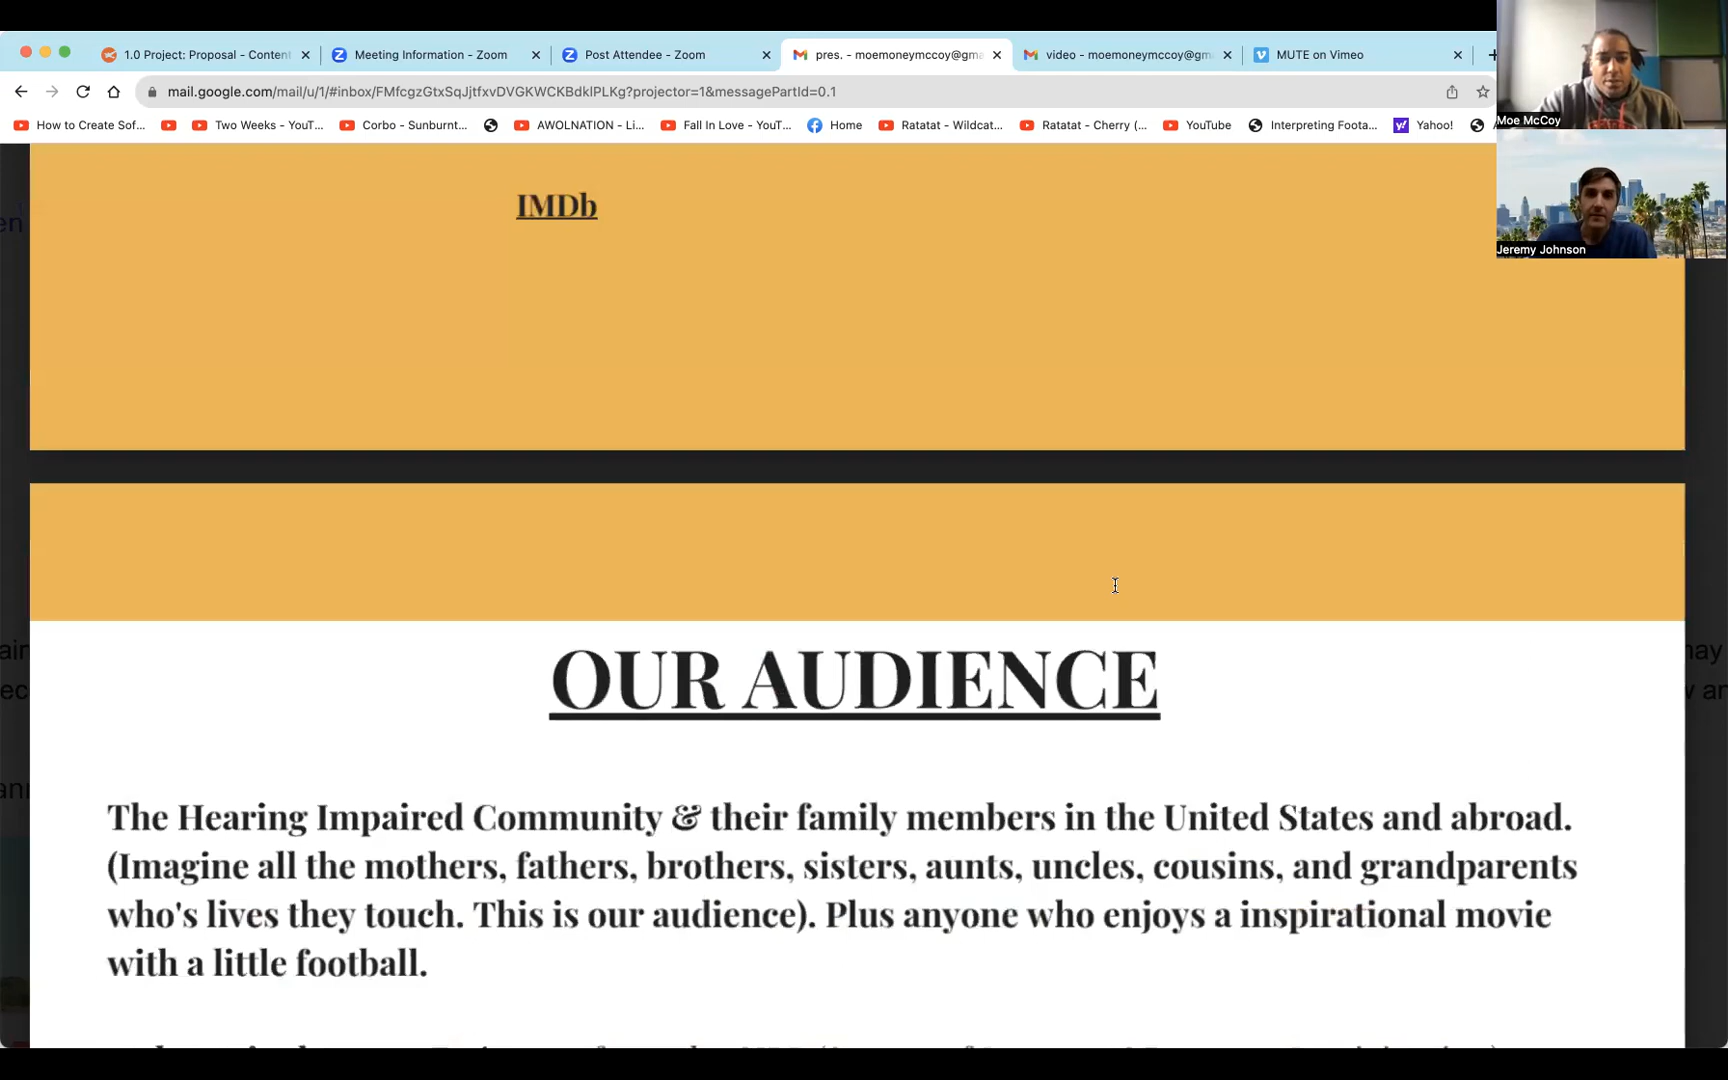 1.0 Project: Proposal - Content
Meeting Information - Zoom
Post Attendee - Zoom
pres. - moemoneymccoy@gma
video - moemoneymccoy@gm
MUTE on Vimeo
mail.google.com/mail/u/1/#inbox/FMfcgzGtxSqJjtfxvDVGKWCKBdklPLKg?projector=1&messagePartId=0.1
How to Create Sof...
Two Weeks - YouT...
Corbo - Sunburnt...
AWOLNATION - Li...
Fall In Love - YouT...
Home
Ratatat - Wildcat...
Ratatat - Cherry (...
YouTube
Interpreting Foota...
Yahoo!
Moe McCoy
Jeremy Johnson
IMDb
OUR AUDIENCE
The Hearing Impaired Community & their family members in the United States and abroad.
(Imagine all the mothers, fathers, brothers, sisters, aunts, uncles, cousins, and grandparents
who's lives they touch. This is our audience). Plus anyone who enjoys a inspirational movie
with a little football.